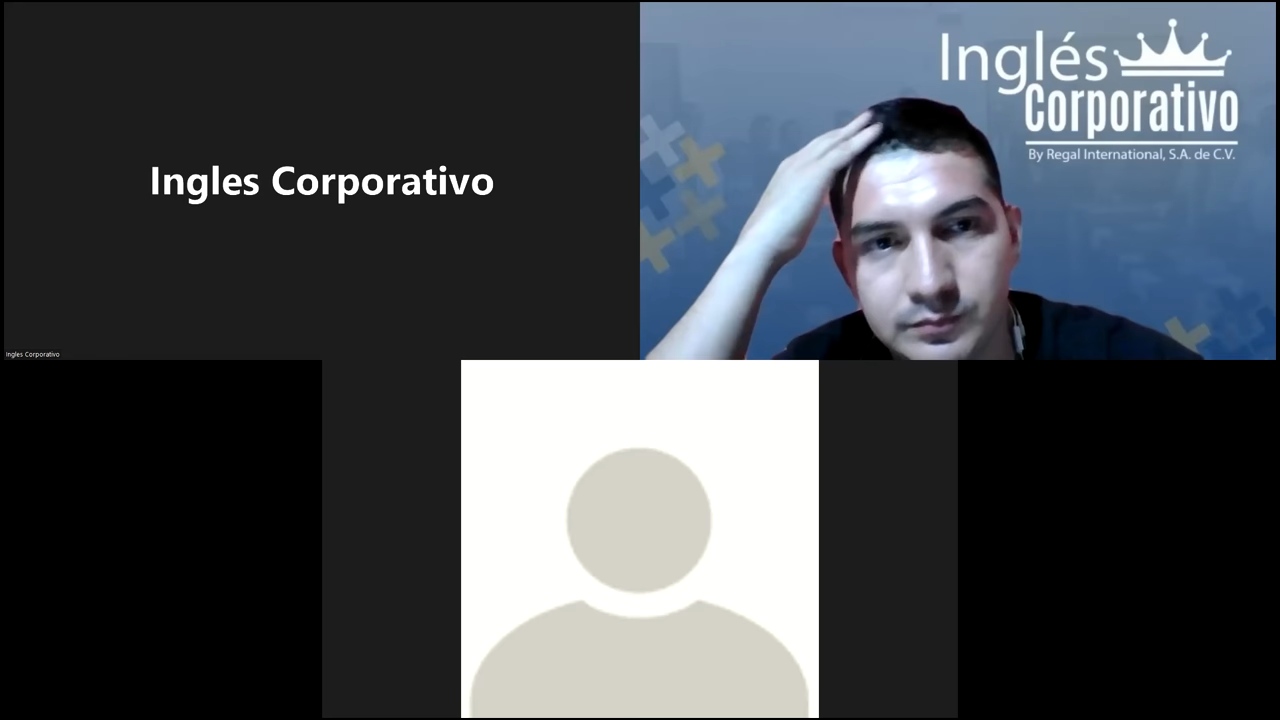 Ingles Corporativo
Ingles Corporativo
Inglés
Corporativo
By Regal International, S.A. de C.V.